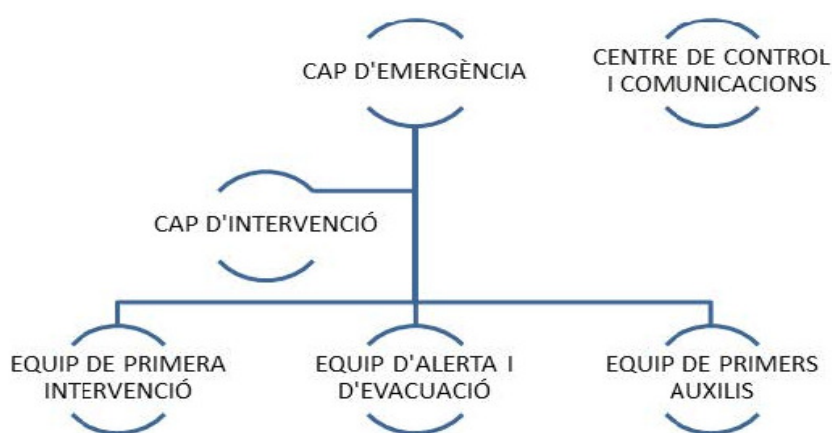 CAP D'EMERGÈNCIA
CENTRE DE CONTROL
I COMUNICACIONS
CAP D'INTERVENCIÓ
EQUIP DE PRIMERA
INTERVENCIÓ
EQUIP D'ALERTA I
D'EVACUACIÓ
EQUIP DE PRIMERS
AUXILIS